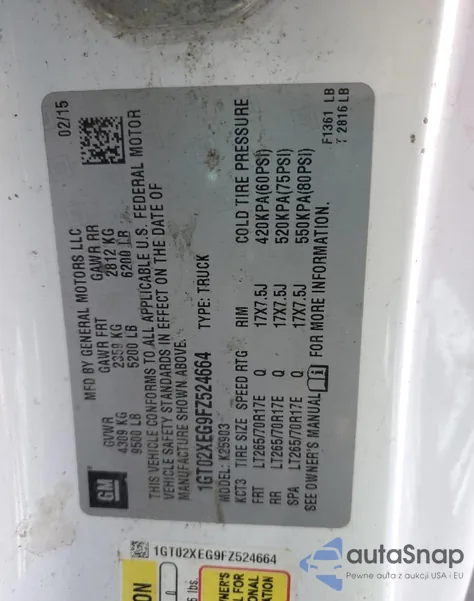 MFD BY GENERAL MOTORS LLC
02/15
GVWR
4309 KG
9500 LB
GAWR FRT
2359 KG
5200 LB
GAWR RR
2812 KG
6200 LB
THIS VEHICLE CONFORMS TO ALL APPLICABLE U.S. FEDERAL MOTOR
VEHICLE SAFETY STANDARDS IN EFFECT ON THE DATE OF
MANUFACTURE SHOWN ABOVE.
1GT02XEG9FZ524664 TYPE: TRUCK
MODEL: K25903
KCT3 TIRE SIZE SPEED RTG RIM COLD TIRE PRESSURE
FRT LT265/70R17E Q 17X7.5J 420KPA(60PSI)
RR LT265/70R17E Q 17X7.5J 520KPA(75PSI)
SPA LT265/70R17E Q 17X7.5J 550KPA(80PSI)
SEE OWNER'S MANUAL FOR MORE INFORMATION.
F1361 LB
T 2816 LB
GM
1GT02XEG9FZ524664
autoSnap
Pewne auta z aukcji USA i EU